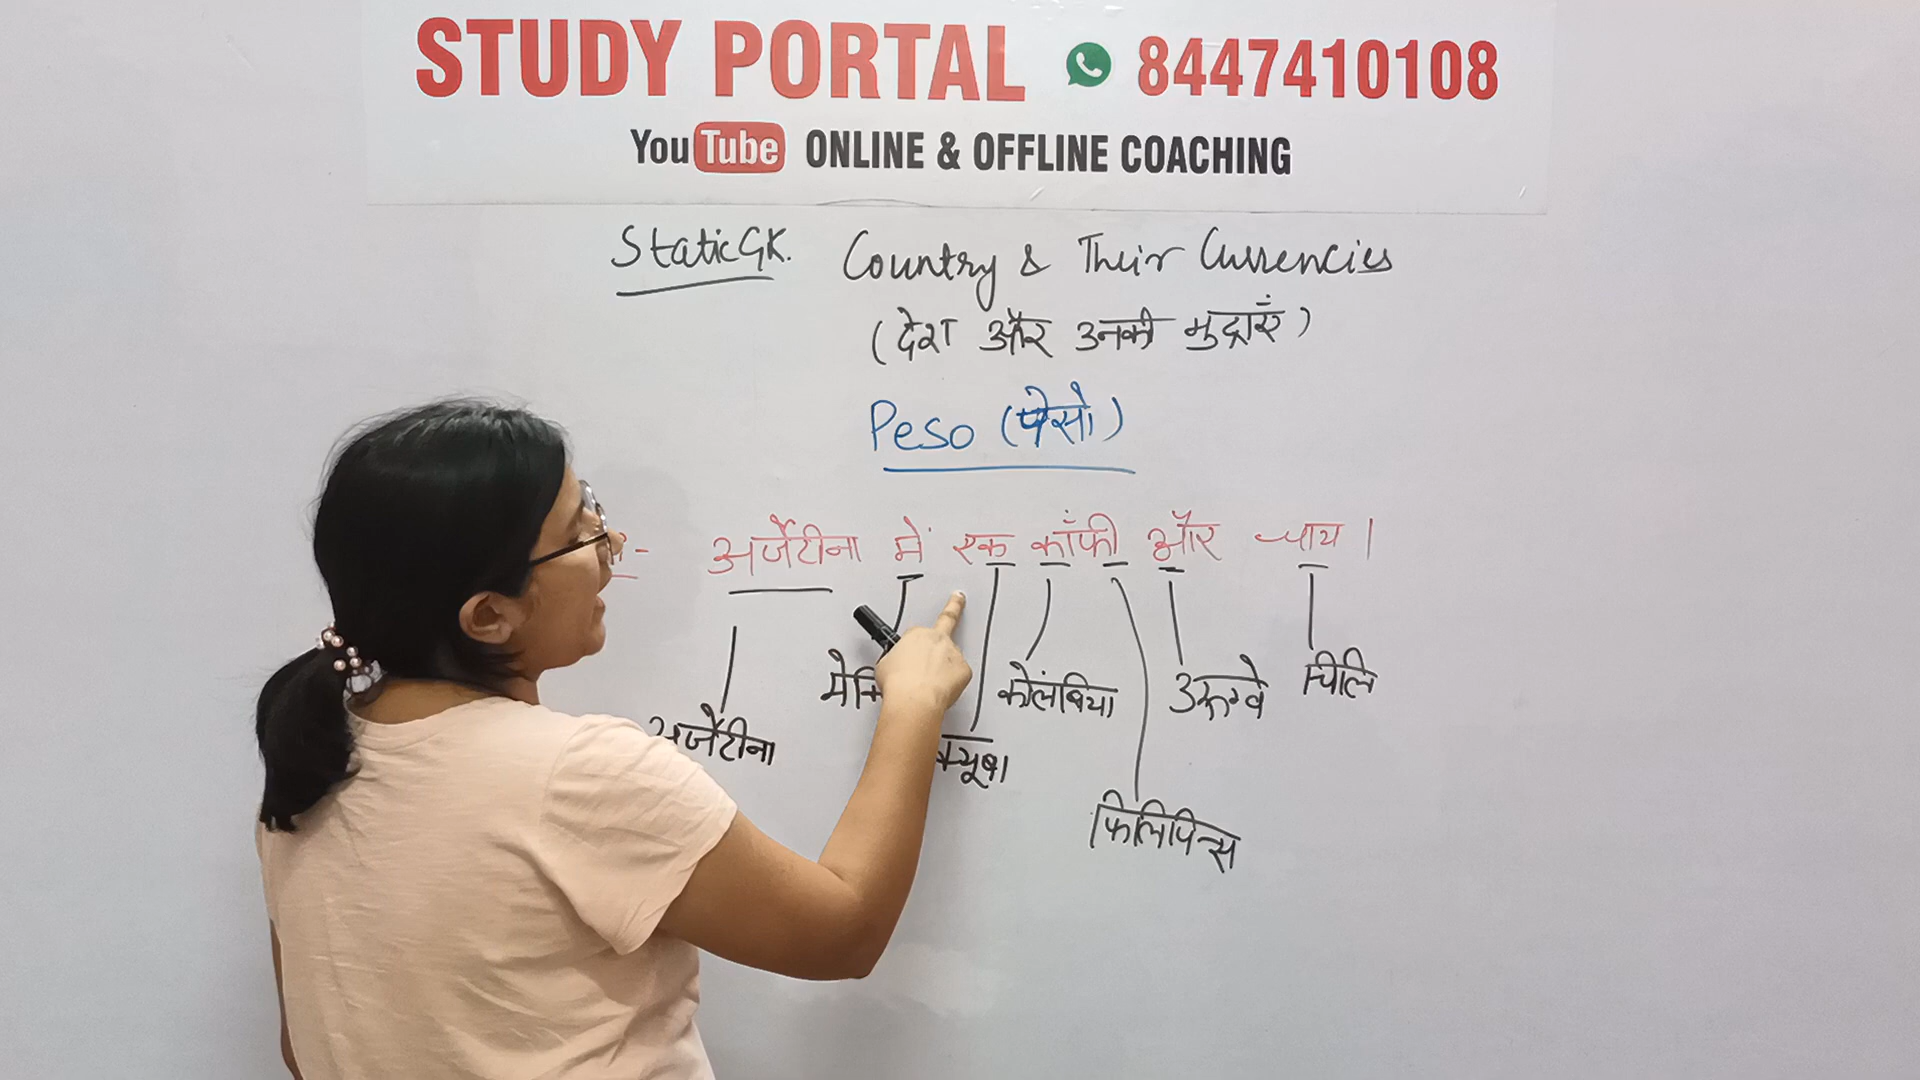 STUDY PORTAL 8447410108
YouTube ONLINE & OFFLINE COACHING
Static GK. Country & Their Currencies
(देश और उनकी मुद्राएं)
Peso (पेसो)
अर्जेंटीना में एक कॉफी और चाय।
कोलंबिया उरूग्वे चिलि
अर्जेंटीना क्यूबा
फिलिपिन्स